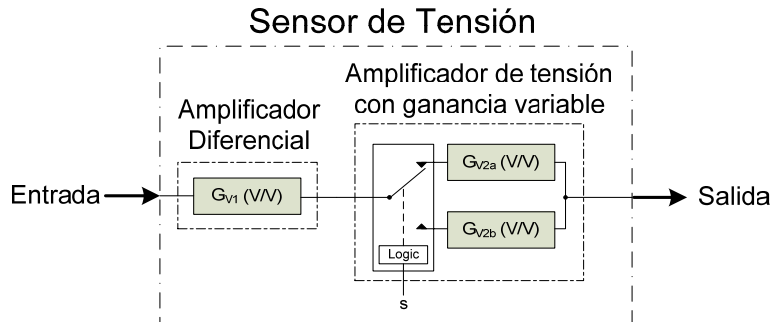 Sensor de Tensión
Amplificador de tensión
con ganancia variable
Amplificador
Diferencial
Entrada
GV1 (V/V)
GV2a (V/V)
GV2b (V/V)
Logic
s
Salida